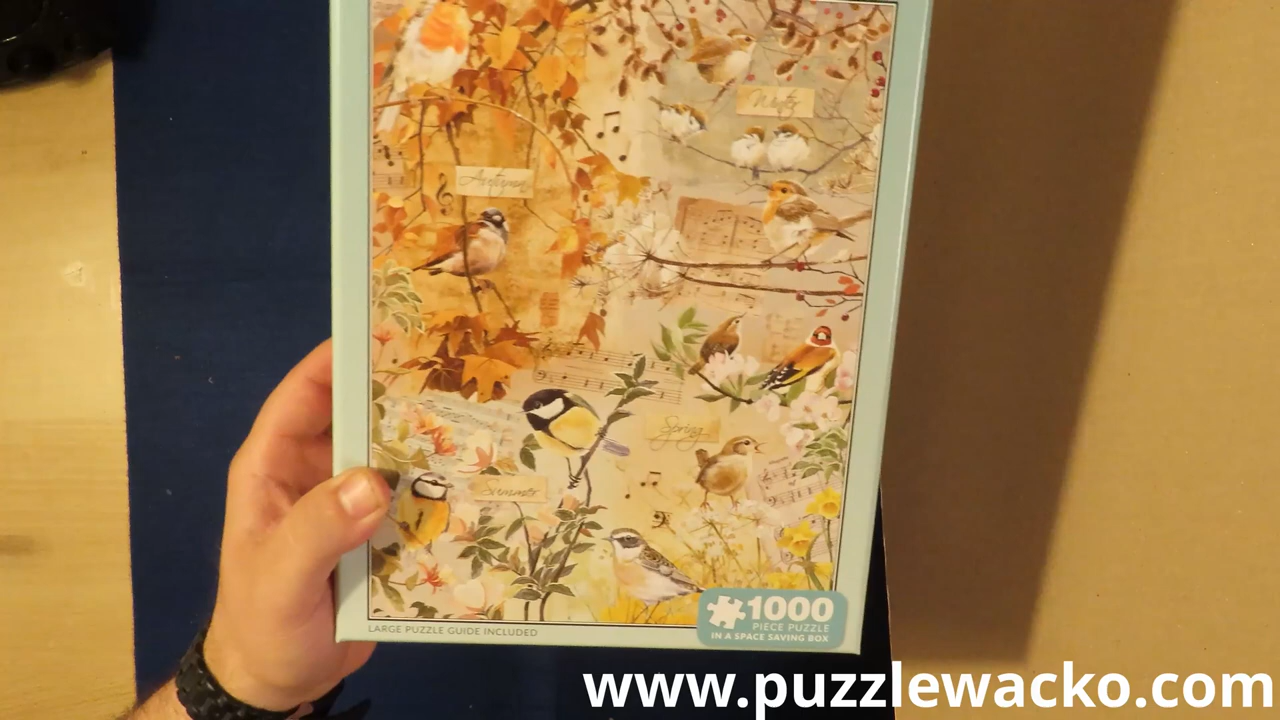 Winter
Autumn
Spring
Summer
1000
PIECE PUZZLE
IN A SPACE SAVING BOX
LARGE PUZZLE GUIDE INCLUDED
www.puzzlewacko.com